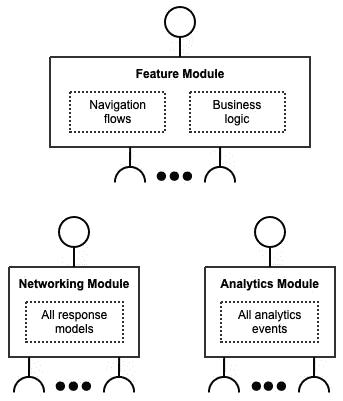 Feature Module
Navigation
flows
Business
logic
Networking Module
All response
models
Analytics Module
All analytics
events